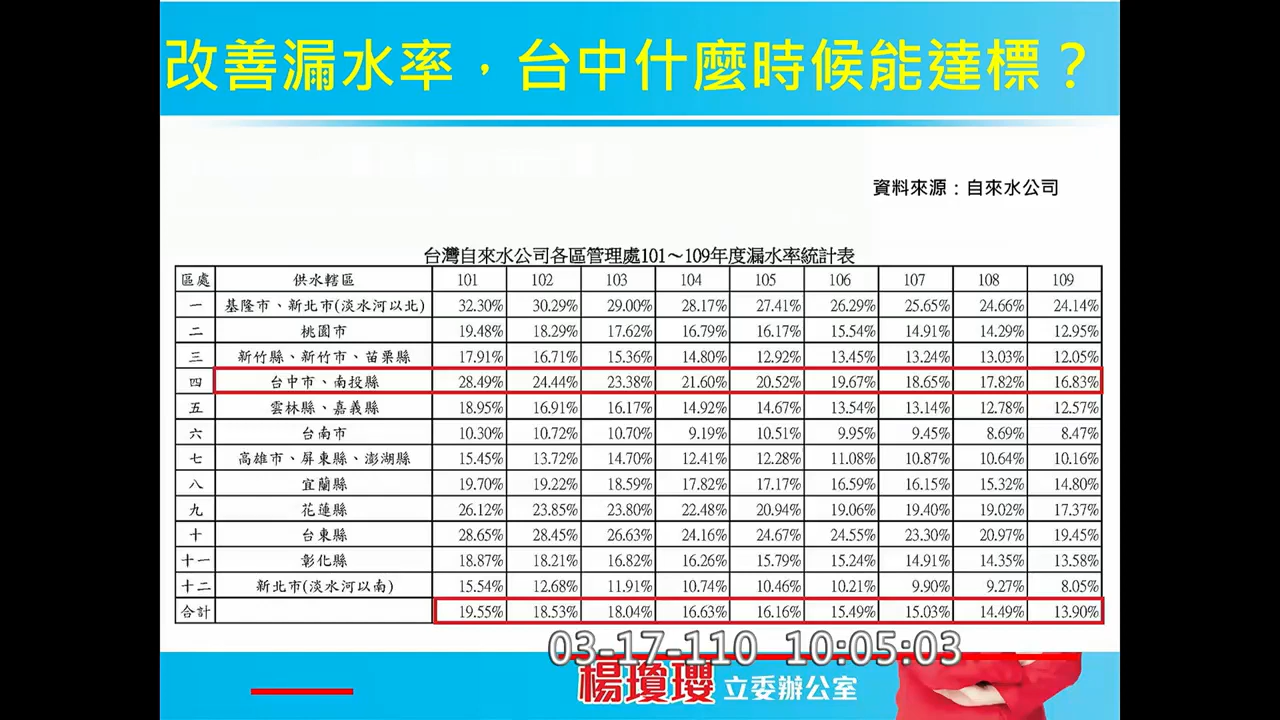 改善漏水率，台中什麼時候能達標？
資料來源：自來水公司
台灣自來水公司各區管理處101～109年度漏水率統計表
區處 供水轄區 101 102 103 104 105 106 107 108 109
一 基隆市、新北市(淡水河以北) 32.30% 30.29% 29.00% 28.17% 27.41% 26.29% 25.65% 24.66% 24.14%
二 桃園市 19.48% 18.29% 17.62% 16.79% 16.17% 15.54% 14.91% 14.29% 12.95%
三 新竹縣、新竹市、苗栗縣 17.91% 16.71% 15.36% 14.80% 12.92% 13.45% 13.24% 13.03% 12.05%
四 台中市、南投縣 28.49% 24.44% 23.38% 21.60% 20.52% 19.67% 18.65% 17.82% 16.83%
五 雲林縣、嘉義縣 18.95% 16.91% 16.17% 14.92% 14.67% 13.54% 13.14% 12.78% 12.57%
六 台南市 10.30% 10.72% 10.70% 9.19% 10.51% 9.95% 9.45% 8.69% 8.47%
七 高雄市、屏東縣、澎湖縣 15.45% 13.72% 14.70% 12.41% 12.28% 11.08% 10.87% 10.64% 10.16%
八 宜蘭縣 19.70% 19.22% 18.59% 17.82% 17.17% 16.59% 16.15% 15.32% 14.80%
九 花蓮縣 26.12% 23.85% 23.80% 22.48% 20.94% 19.06% 19.40% 19.02% 17.37%
十 台東縣 28.65% 28.45% 26.63% 24.16% 24.67% 24.55% 23.30% 20.97% 19.45%
十一 彰化縣 18.87% 18.21% 16.82% 16.26% 15.79% 15.24% 14.91% 14.35% 13.58%
十二 新北市(淡水河以南) 15.54% 12.68% 11.91% 10.74% 10.46% 10.21% 9.90% 9.27% 8.05%
合計 19.55% 18.53% 18.04% 16.63% 16.16% 15.49% 15.03% 14.49% 13.90%
03-17-110 10:05:03
楊瓊瓔 立委辦公室